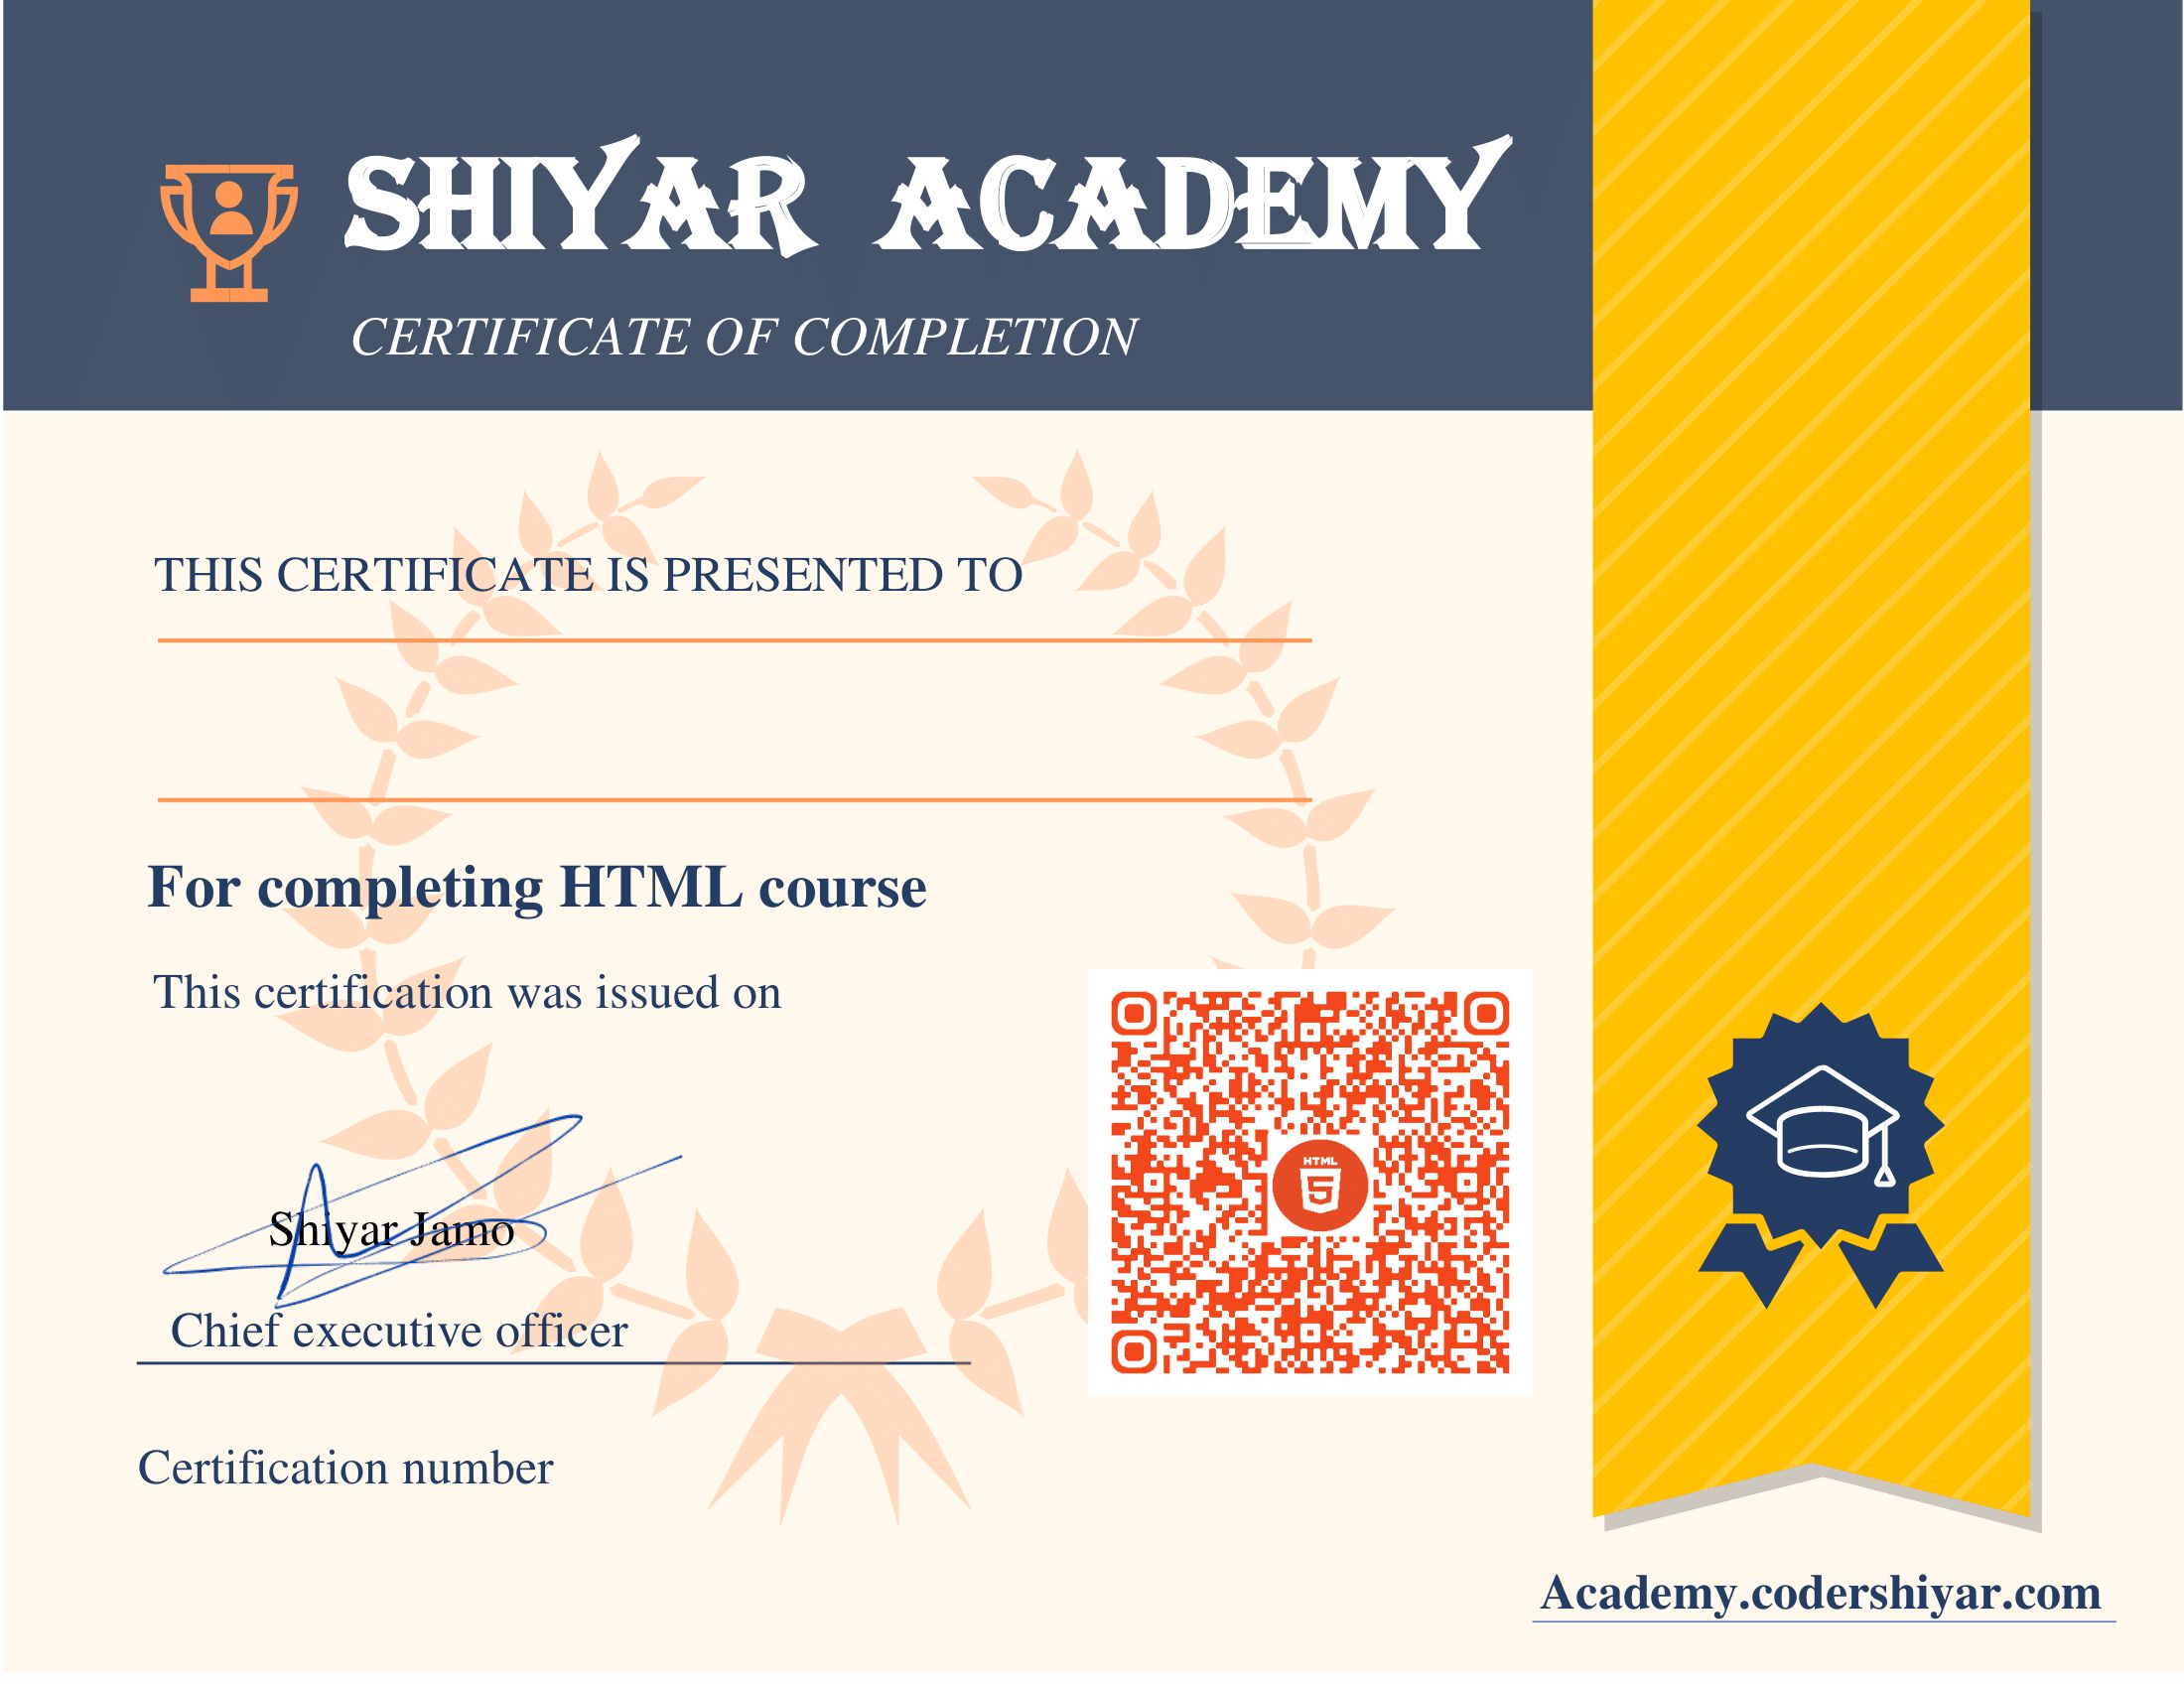 SHIYAR ACADEMY
CERTIFICATE OF COMPLETION
THIS CERTIFICATE IS PRESENTED TO
For completing HTML course
This certification was issued on
HTML
5
Shiyar Jamo
Chief executive officer
Certification number
Academy.codershiyar.com